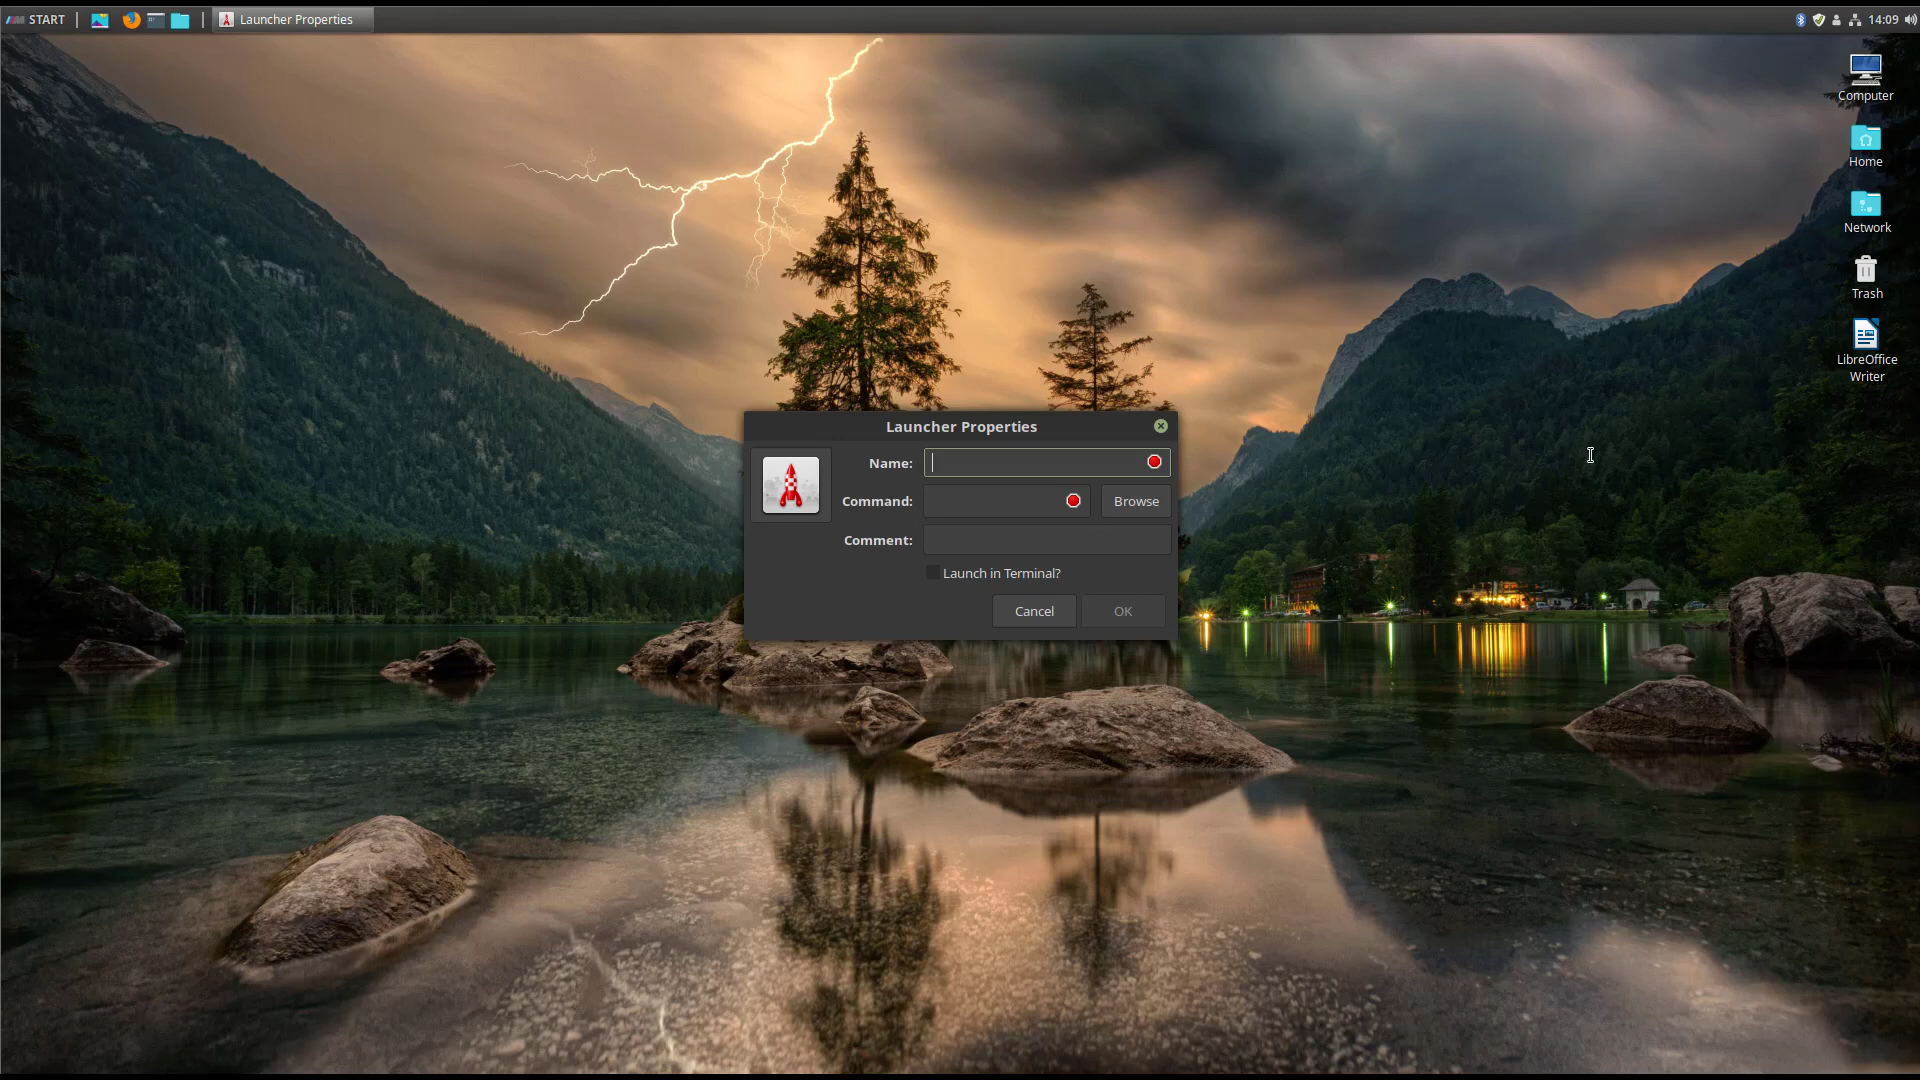 START
Launcher Properties
14:09
Computer
Home
Network
Trash
LibreOffice
Writer
Launcher Properties
Name:
Command:
Browse
Comment:
Launch in Terminal?
Cancel
OK